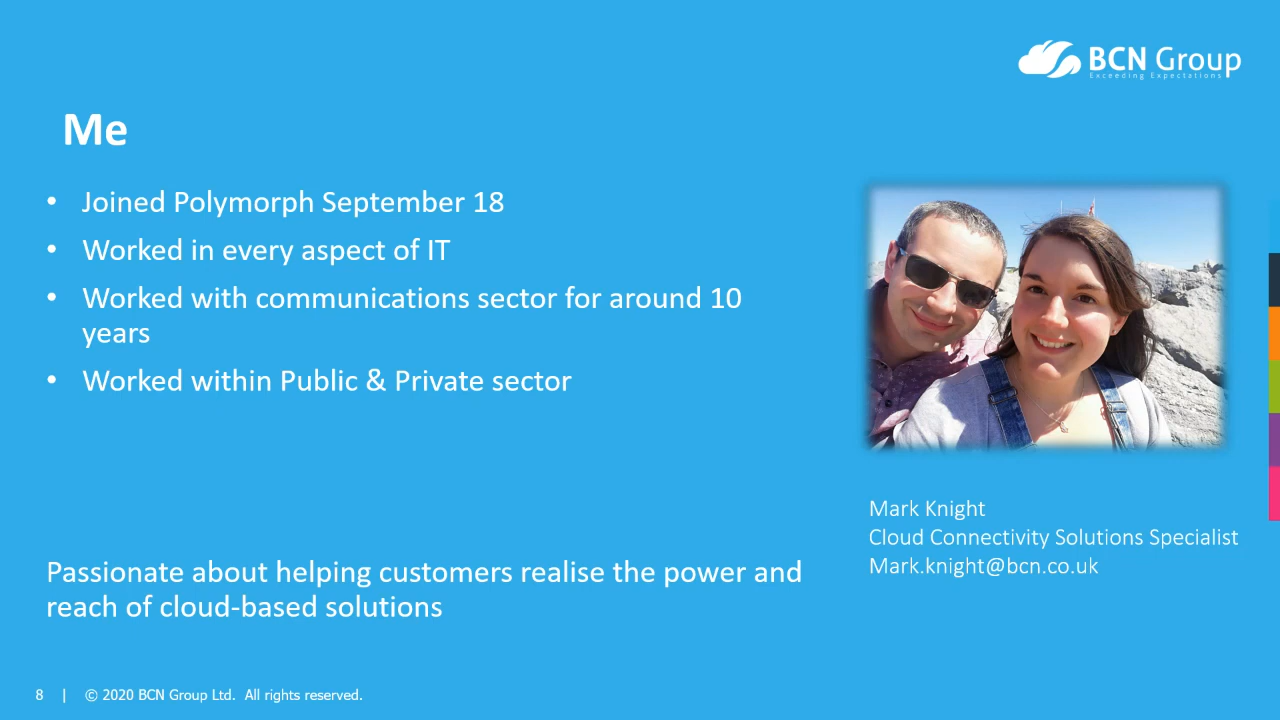 BCN Group
Exceeding Expectations
Me
• Joined Polymorph September 18
• Worked in every aspect of IT
• Worked with communications sector for around 10
years
• Worked within Public & Private sector
Mark Knight
Cloud Connectivity Solutions Specialist
Mark.knight@bcn.co.uk
Passionate about helping customers realise the power and
reach of cloud-based solutions
8 | © 2020 BCN Group Ltd. All rights reserved.